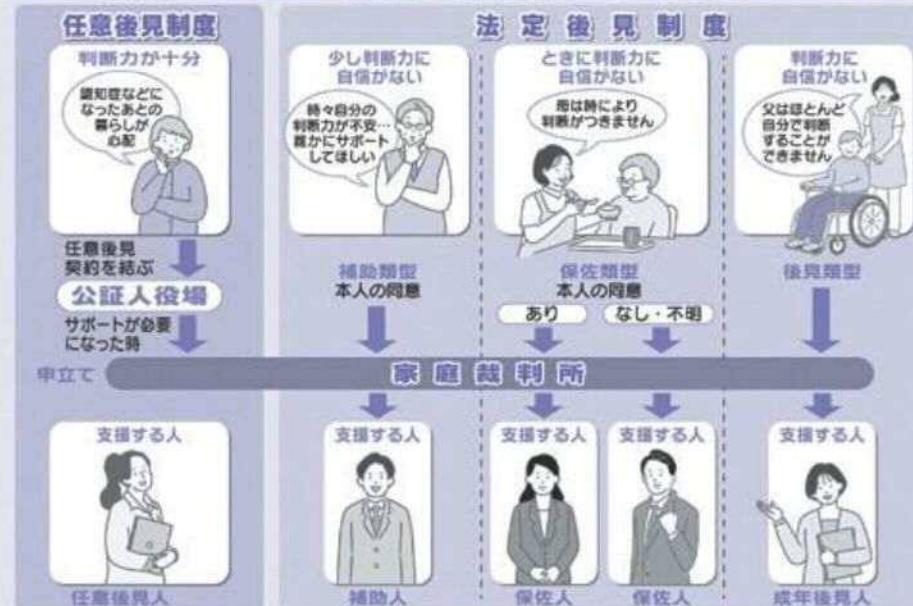 任意後見制度
判断力が十分
認知症などに
なったあとの
暮らしが
心配
任意後見
契約を結ぶ
公証人役場
サポートが必要
になった時
法定後見制度
少し判断力に
自信がない
時々自分の
判断力が不安…
誰かにサポート
してほしい
補助類型
本人の同意
ときに判断力に
自信がない
母は時により
判断がつきません
保佐類型
本人の同意
あり
なし・不明
判断力に
自信がない
父はほとんど
自分で判断
することが
できません
後見類型
申立て
家庭裁判所
支援する人
任意後見人
支援する人
補助人
支援する人
保佐人
支援する人
保佐人
支援する人
成年後見人